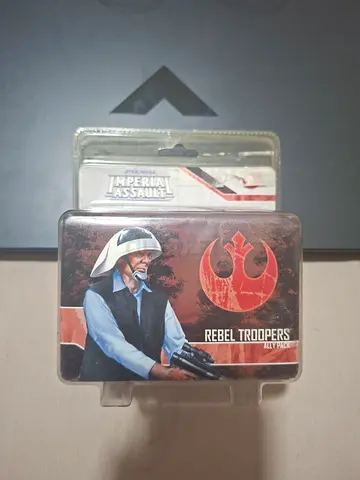 STAR WARS
IMPERIAL
ASSAULT
REBEL TROOPERS
ALLY PACK